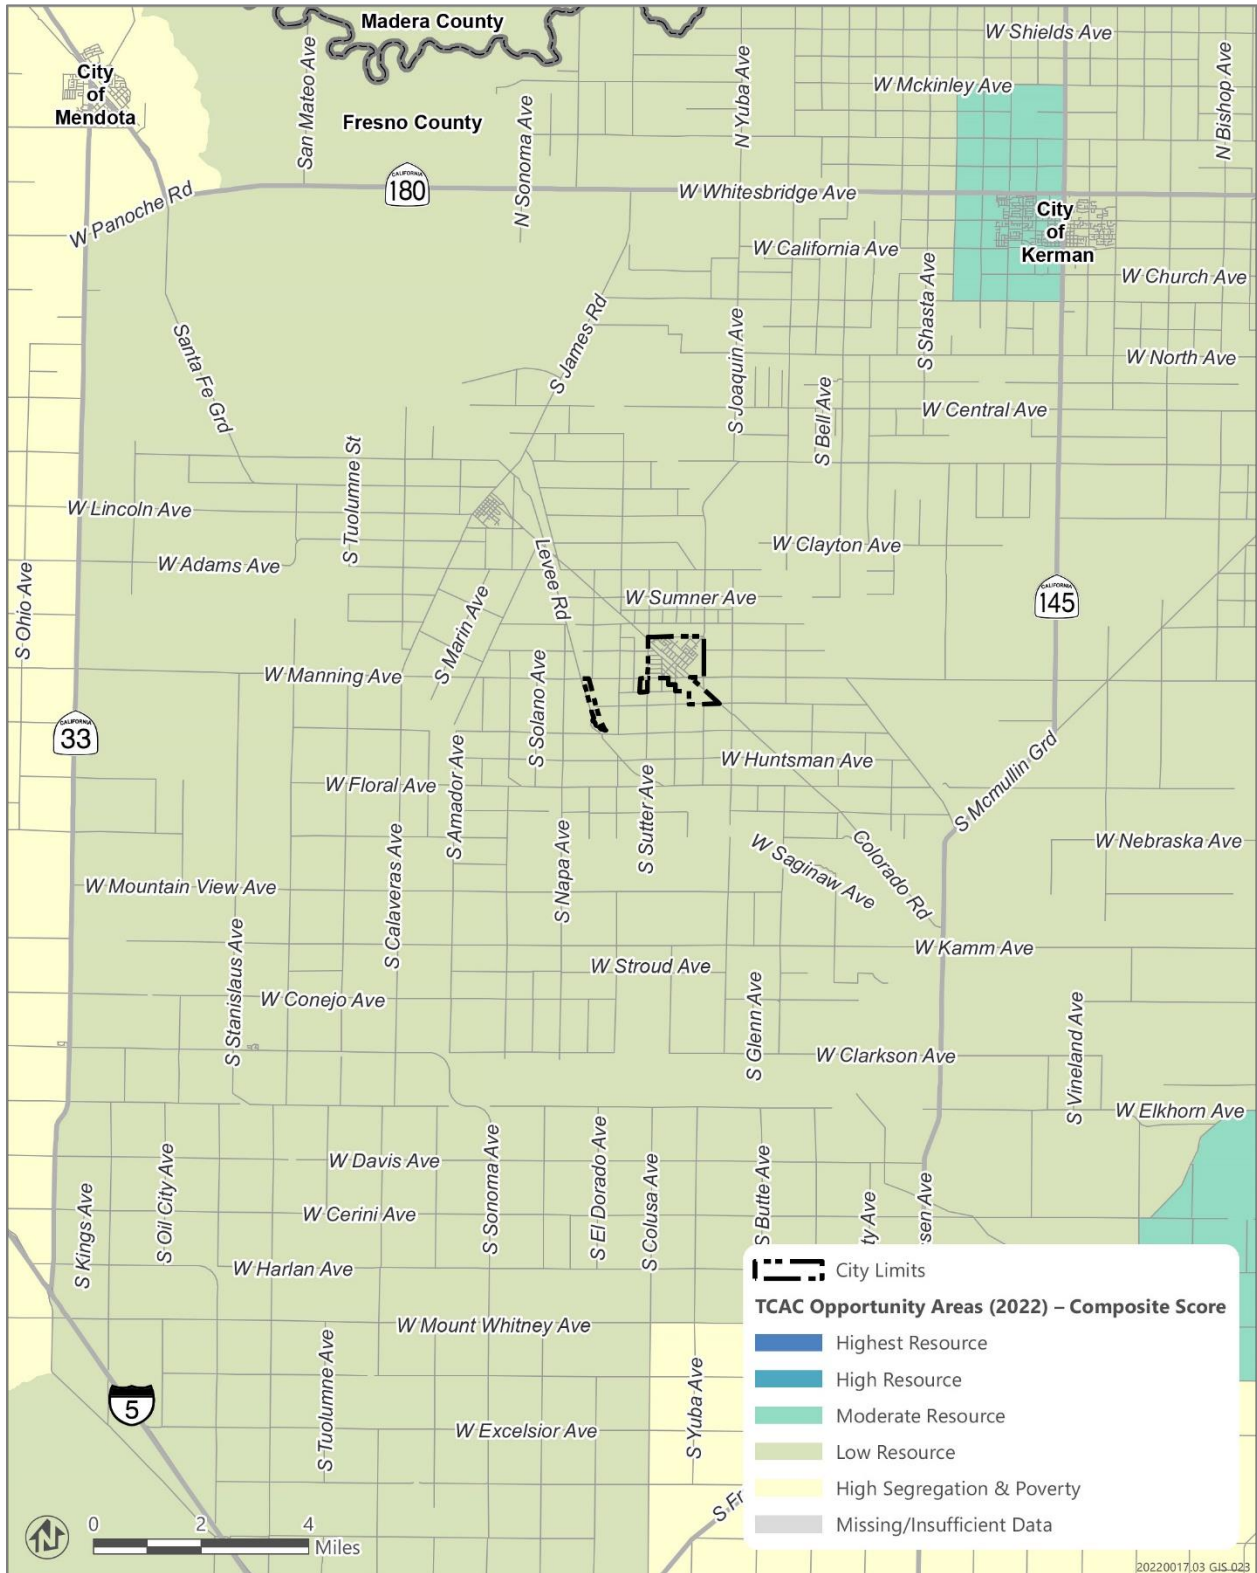 Madera County
W Shields Ave
City
of
Mendota
San Mateo Ave
N Yuba Ave
N Bishop Ave
W Mckinley Ave
Fresno County
N Sonoma Ave
CALIFORNIA
180
W Panoche Rd
W Whitesbridge Ave
City
of
Kerman
W California Ave
W Church Ave
S Shasta Ave
Santa Fe Grd
S James Rd
S Joaquin Ave
W North Ave
S Bell Ave
W Central Ave
S Tuolumne St
W Lincoln Ave
W Adams Ave
Levee Rd
W Clayton Ave
S Ohio Ave
S Marin Ave
W Sumner Ave
CALIFORNIA
145
W Manning Ave
S Solano Ave
CALIFORNIA
33
S Amador Ave
W Huntsman Ave
S Mcmullin Grd
W Floral Ave
S Sutter Ave
S Calaveras Ave
S Napa Ave
W Saginaw Ave
Colorado Rd
W Nebraska Ave
W Mountain View Ave
S Stanislaus Ave
W Kamm Ave
W Stroud Ave
W Conejo Ave
S Glenn Ave
S Vineland Ave
W Clarkson Ave
W Elkhorn Ave
S Kings Ave
S Oil City Ave
W Davis Ave
S Sonoma Ave
S El Dorado Ave
S Colusa Ave
S Butte Ave
ty Ave
sen Ave
W Cerini Ave
W Harlan Ave
W Mount Whitney Ave
S Tuolumne Ave
S Yuba Ave
5
W Excelsior Ave
S Fr
City Limits
TCAC Opportunity Areas (2022) – Composite Score
Highest Resource
High Resource
Moderate Resource
Low Resource
High Segregation & Poverty
Missing/Insufficient Data
N
0 2 4
Miles
20220017.03 GIS 023